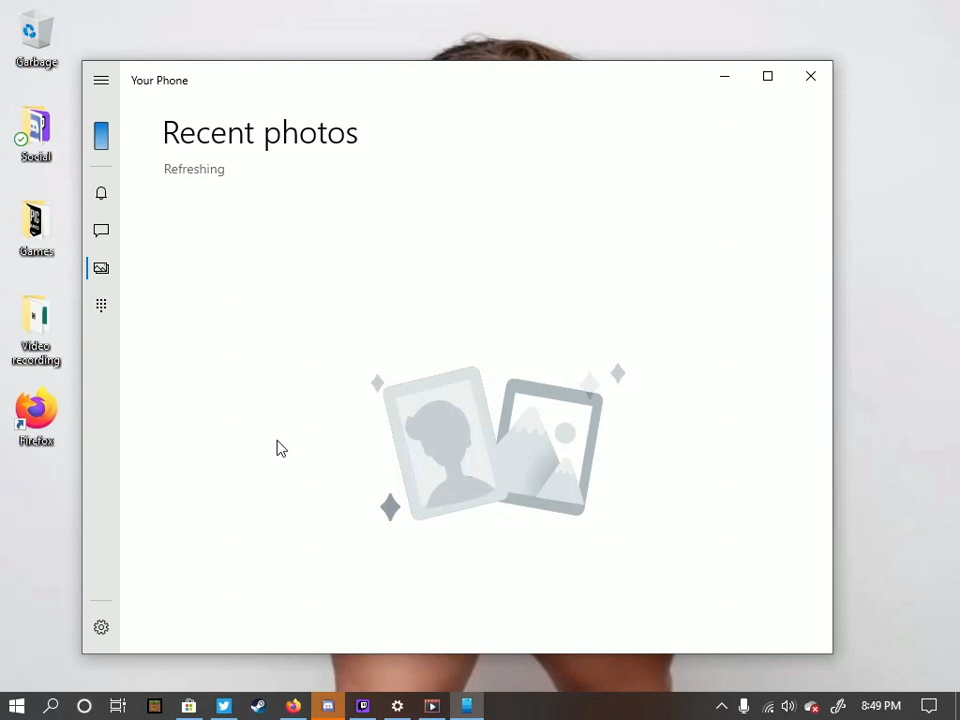 Garbage
Social
Games
Video
recording
Firefox
Your Phone
Recent photos
Refreshing
8:49 PM